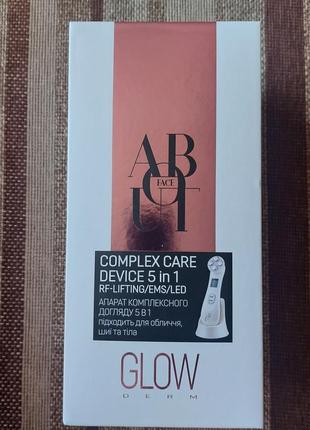 AB
FACE
OUT
COMPLEX CARE
DEVICE 5 in 1
RF-LIFTING/EMS/LED
АПАРАТ КОМПЛЕКСНОГО
ДОГЛЯДУ 5 В 1
підходить для обличчя,
шиї та тіла
GLOW
DERM